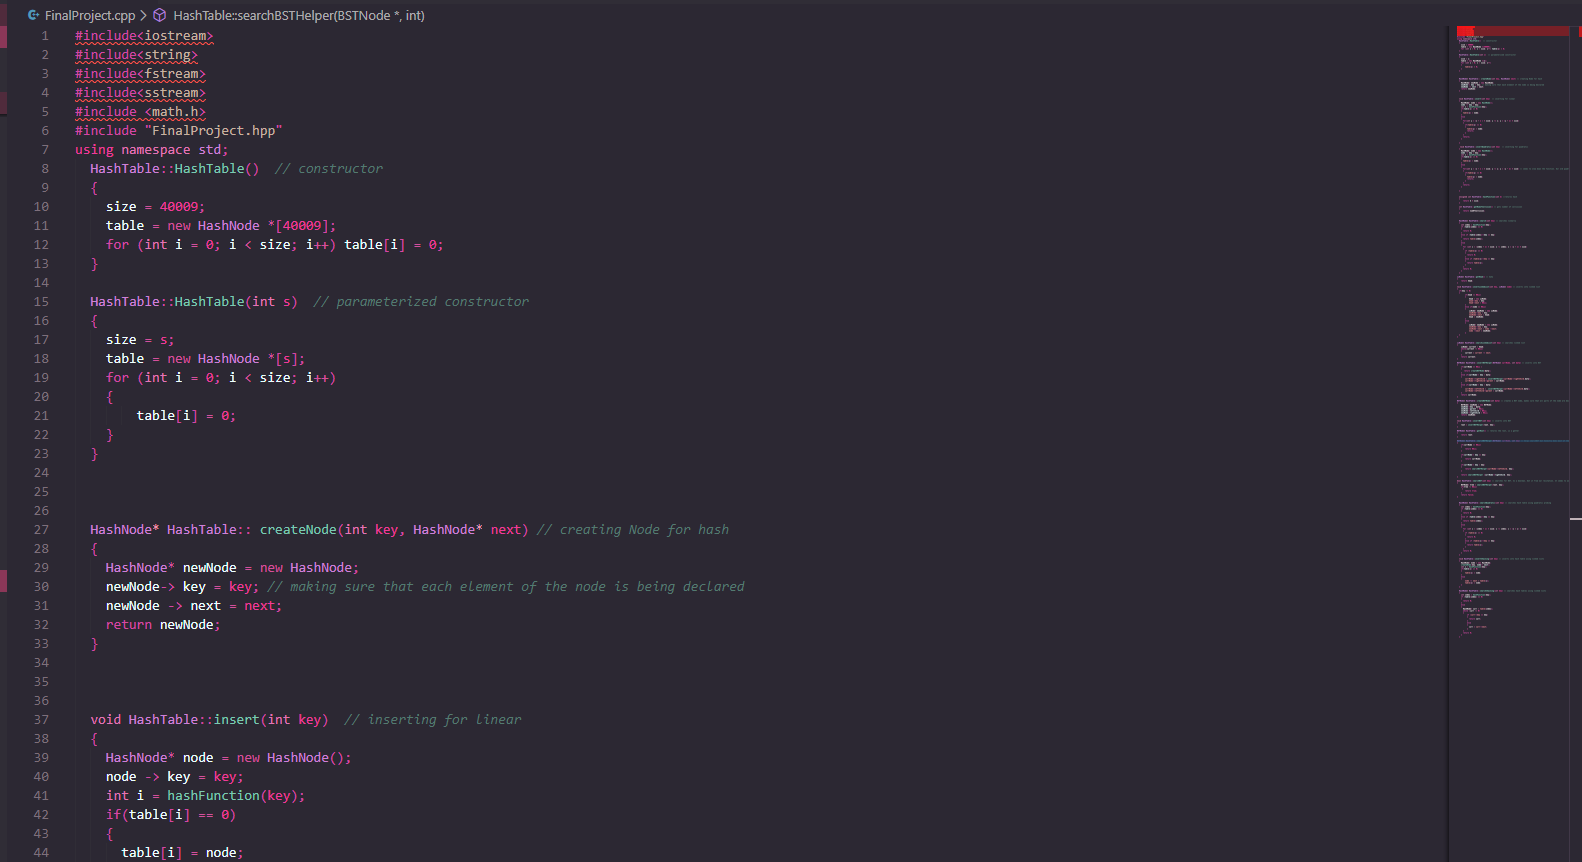 FinalProject.cpp > HashTable::searchBSTHelper(BSTNode *, int)
1 #include<iostream>
2 #include<string>
3 #include<fstream>
4 #include<sstream>
5 #include <math.h>
6 #include "FinalProject.hpp"
7 using namespace std;
8 HashTable::HashTable()  // constructor
9 {
10 size = 40009;
11 table = new HashNode *[40009];
12 for (int i = 0; i < size; i++) table[i] = 0;
13 }
14
15 HashTable::HashTable(int s)  // parameterized constructor
16 {
17 size = s;
18 table = new HashNode *[s];
19 for (int i = 0; i < size; i++)
20 {
21 table[i] = 0;
22 }
23 }
24
25
26
27 HashNode* HashTable:: createNode(int key, HashNode* next) // creating Node for hash
28 {
29 HashNode* newNode = new HashNode;
30 newNode-> key = key; // making sure that each element of the node is being declared
31 newNode -> next = next;
32 return newNode;
33 }
34
35
36
37 void HashTable::insert(int key)  // inserting for linear
38 {
39 HashNode* node = new HashNode();
40 node -> key = key;
41 int i = hashFunction(key);
42 if(table[i] == 0)
43 {
44 table[i] = node;